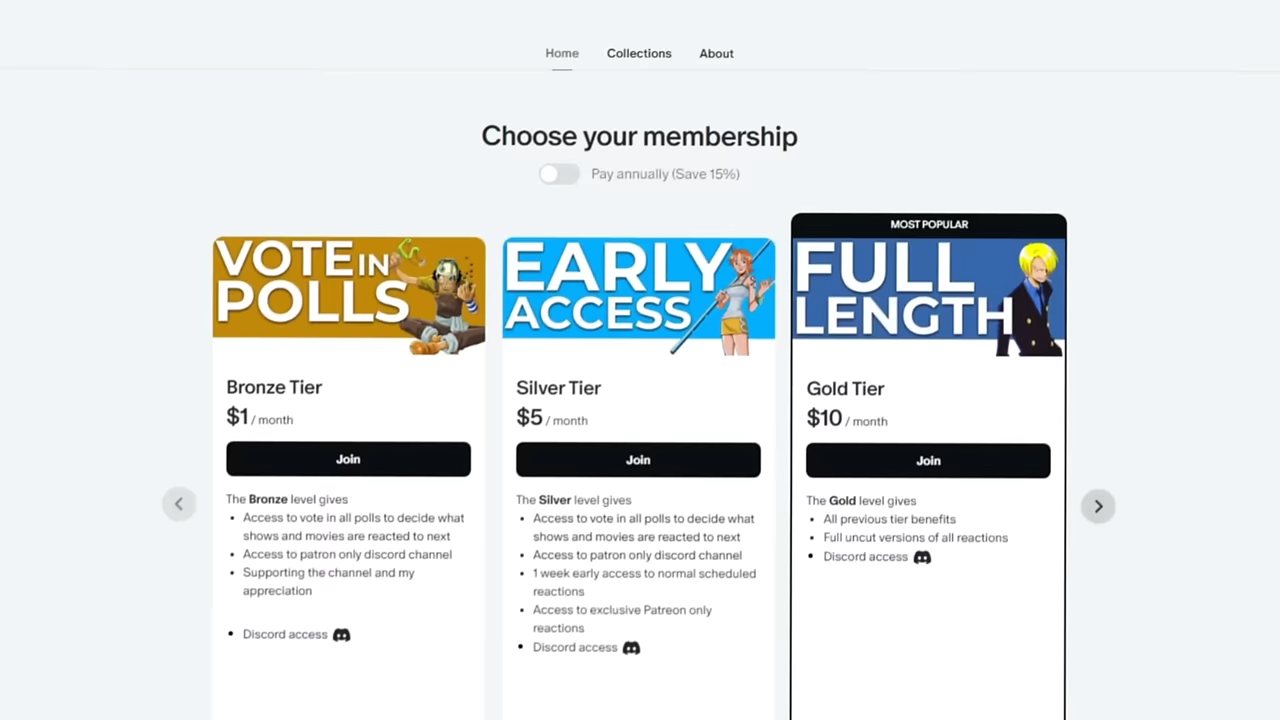 Home Collections About
Choose your membership
Pay annually (Save 15%)
VOTE IN
POLLS
Bronze Tier
$1 / month
Join
The Bronze level gives
• Access to vote in all polls to decide what
shows and movies are reacted to next
• Access to patron only discord channel
• Supporting the channel and my
appreciation
• Discord access
EARLY
ACCESS
Silver Tier
$5 / month
Join
The Silver level gives
• Access to vote in all polls to decide what
shows and movies are reacted to next
• Access to patron only discord channel
• 1 week early access to normal scheduled
reactions
• Access to exclusive Patreon only
reactions
• Discord access
MOST POPULAR
FULL
LENGTH
Gold Tier
$10 / month
Join
The Gold level gives
• All previous tier benefits
• Full uncut versions of all reactions
• Discord access